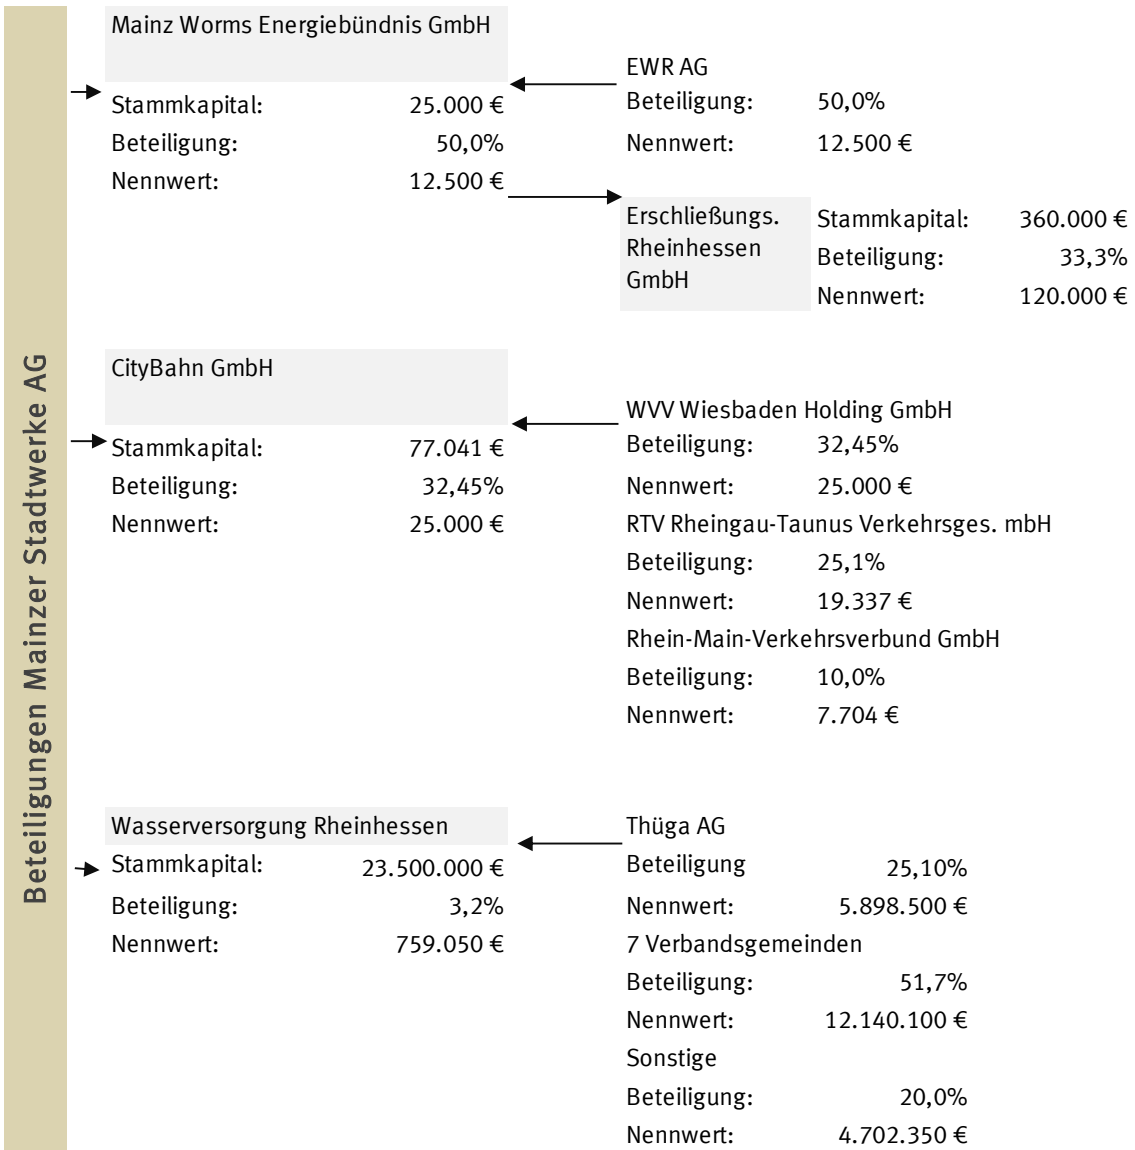 Beteiligungen Mainzer Stadtwerke AG
Mainz Worms Energiebündnis GmbH
Stammkapital: 25.000 €
Beteiligung: 50,0%
Nennwert: 12.500 €
EWR AG
Beteiligung: 50,0%
Nennwert: 12.500 €
Erschließungs.
Rheinhessen
GmbH
Stammkapital: 360.000 €
Beteiligung: 33,3%
Nennwert: 120.000 €
CityBahn GmbH
Stammkapital: 77.041 €
Beteiligung: 32,45%
Nennwert: 25.000 €
WVV Wiesbaden Holding GmbH
Beteiligung: 32,45%
Nennwert: 25.000 €
RTV Rheingau-Taunus Verkehrsges. mbH
Beteiligung: 25,1%
Nennwert: 19.337 €
Rhein-Main-Verkehrsverbund GmbH
Beteiligung: 10,0%
Nennwert: 7.704 €
Wasserversorgung Rheinhessen
Stammkapital: 23.500.000 €
Beteiligung: 3,2%
Nennwert: 759.050 €
Thüga AG
Beteiligung 25,10%
Nennwert: 5.898.500 €
7 Verbandsgemeinden
Beteiligung: 51,7%
Nennwert: 12.140.100 €
Sonstige
Beteiligung: 20,0%
Nennwert: 4.702.350 €